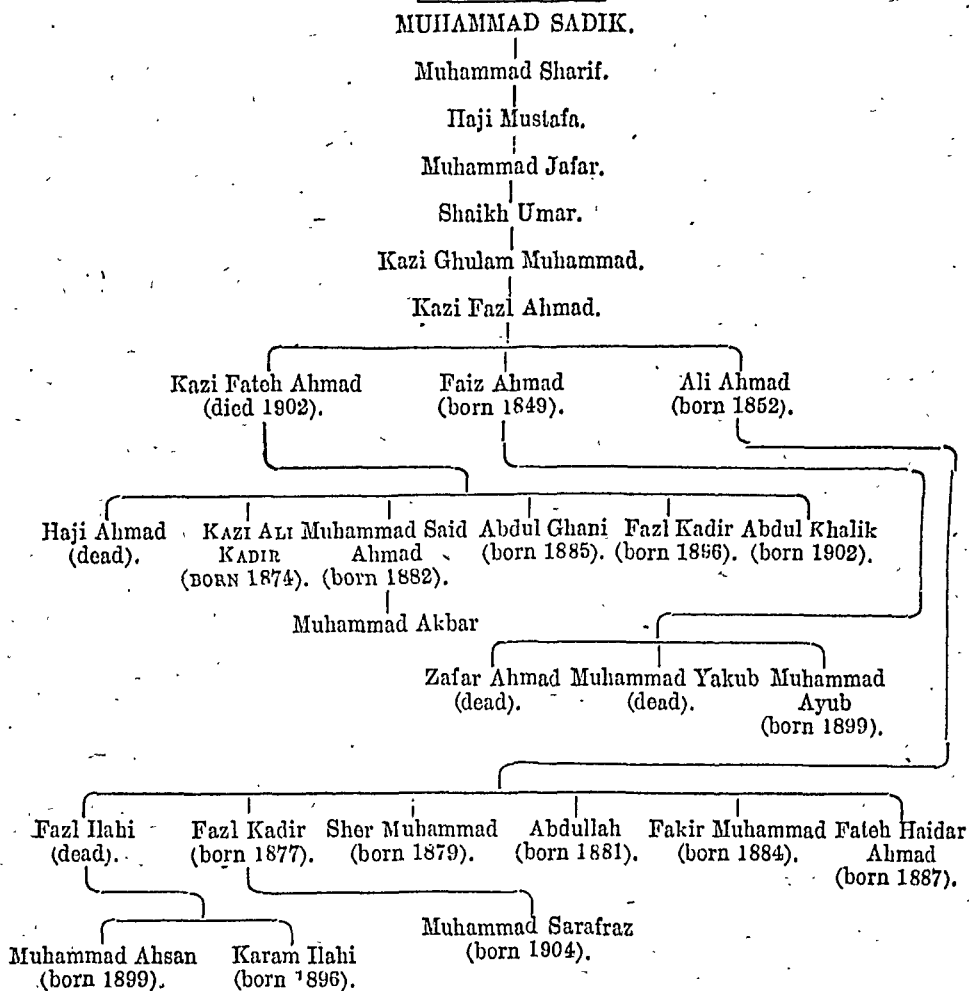 MUHAMMAD SADIK.
Muhammad Sharif.
Haji Mustafa.
Muhammad Jafar.
Shaikh Umar.
Kazi Ghulam Muhammad.
Kazi Fazl Ahmad.
Kazi Fateh Ahmad
(died 1902).
Faiz Ahmad
(born 1849).
Ali Ahmad
(born 1852).
Haji Ahmad
(dead).
KAZI ALI
KADIR
(BORN 1874).
Muhammad Said
Ahmad
(born 1882).
Abdul Ghani
(born 1885).
Fazl Kadir
(born 1896).
Abdul Khalik
(born 1902).
Muhammad Akbar
Zafar Ahmad
(dead).
Muhammad Yakub
(dead).
Muhammad
Ayub
(born 1899).
Fazl Ilahi
(dead).
Fazl Kadir
(born 1877).
Sher Muhammad
(born 1879).
Abdullah
(born 1881).
Fakir Muhammad
(born 1884).
Fateh Haidar
Ahmad
(born 1887).
Muhammad Ahsan
(born 1899).
Karam Ilahi
(born 1896).
Muhammad Sarafraz
(born 1904).